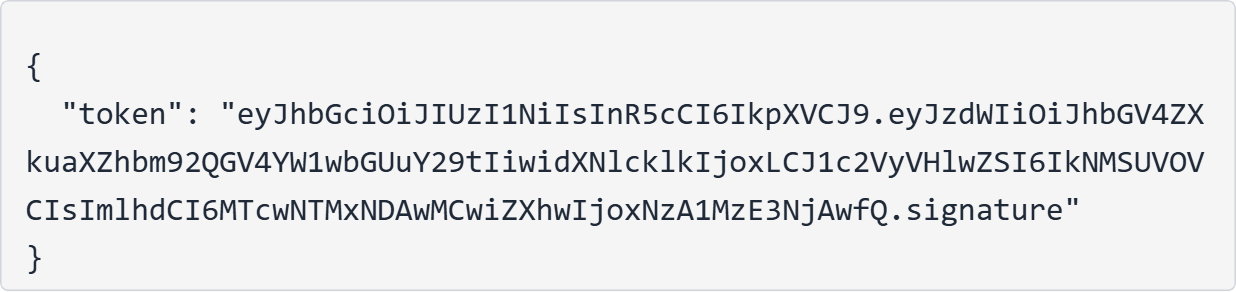 {
"token": "eyJhbGciOiJIUzI1NiIsInR5cCI6IkpXVCJ9.eyJzdWIiOiJhbGV4ZX
kuaXZhbm92QGV4YW1wbGUuY29tIiwidXNlcklkIjoxLCJ1c2VyVHlwZSI6IkNMSUVOV
CIsImlhdCI6MTcwNTMxNDAwMCwiZXhwIjoxNzA1MzE3NjAwfQ.signature"
}